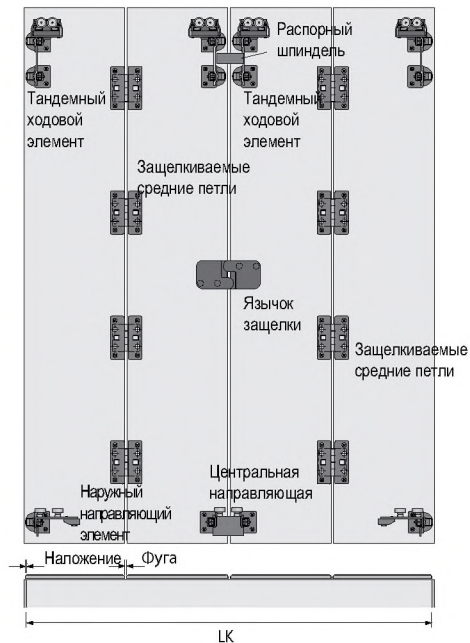 Распорный
шпиндель
Тандемный
ходовой
элемент
Тандемный
ходовой
элемент
Защелкиваемые
средние петли
Язычок
защелки
Защелкиваемые
средние петли
Наружный
направляющий
элемент
Центральная
направляющая
Наложение
Фуга
LK